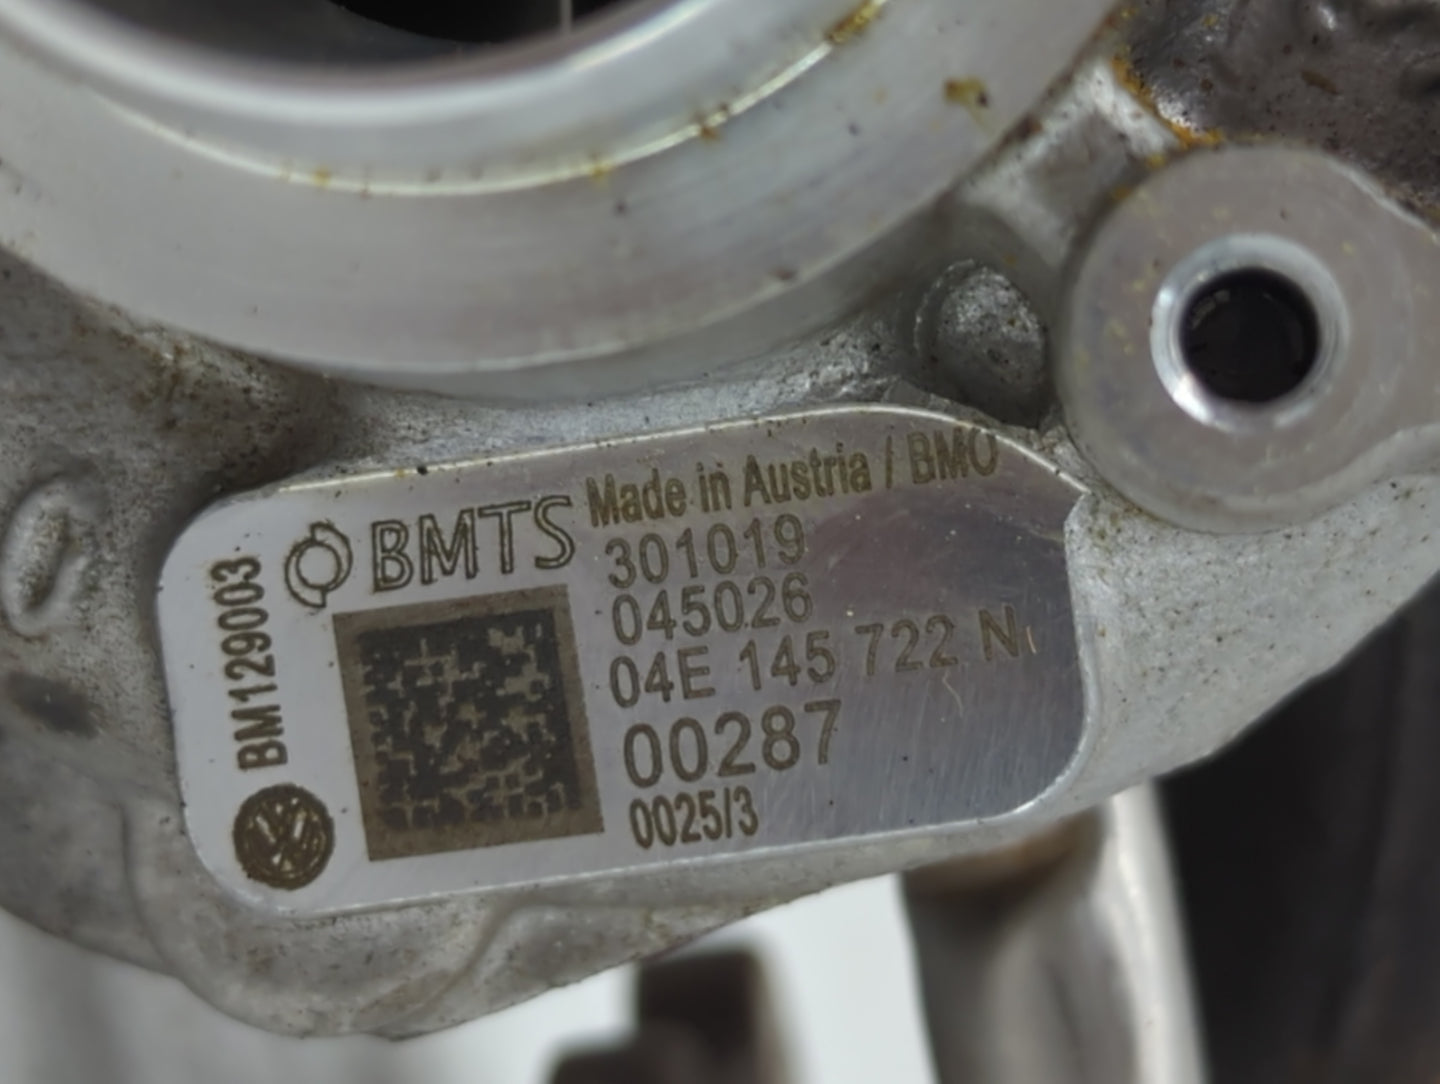 BMTS
Made in Austria / BMO
301019
045026
04E 145 722 N
00287
0025/3
BM129003